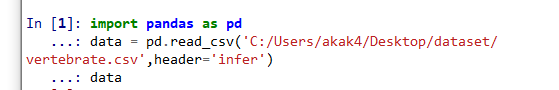 In [1]: import pandas as pd
   ...: data = pd.read_csv('C:/Users/akak4/Desktop/dataset/
vertebrate.csv',header='infer')
   ...: data